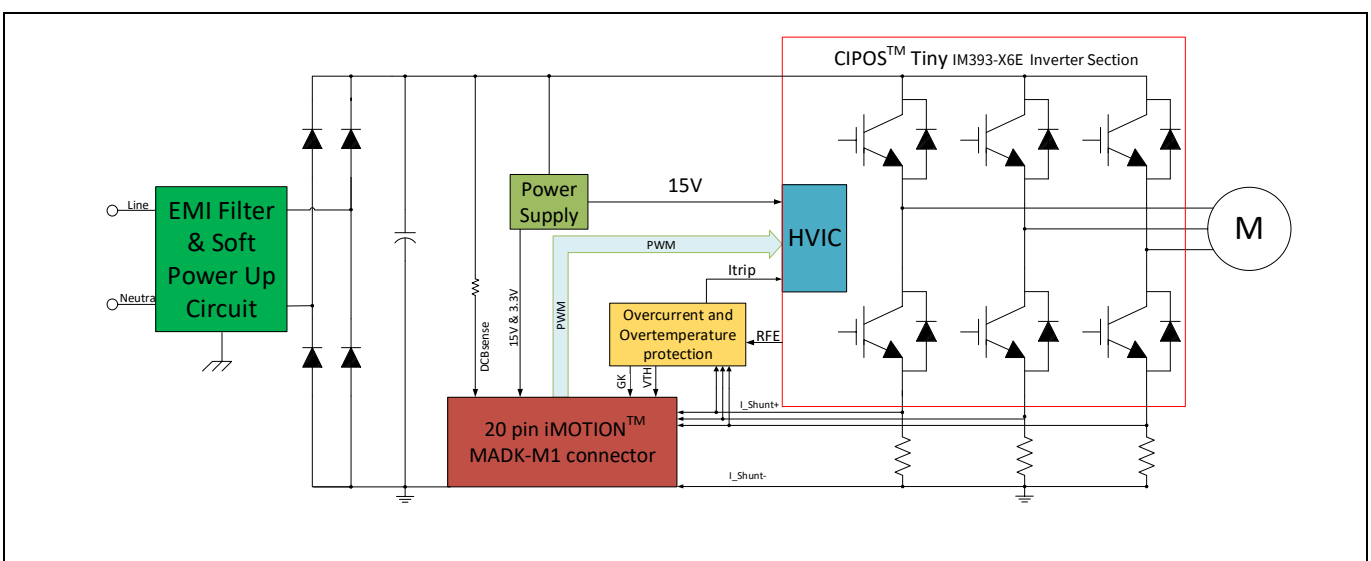 CIPOS™ Tiny IM393-X6E Inverter Section
Power
Supply
15V
Line
EMI Filter
& Soft
Power Up
Circuit
Neutra
HVIC
M
PWM
Itrip
DCBsense
15V & 3.3V
PWM
Overcurrent and
Overtemperature
protection
RFE
GK
VTH
I_Shunt+
20 pin iMOTION™
MADK-M1 connector
I_Shunt-